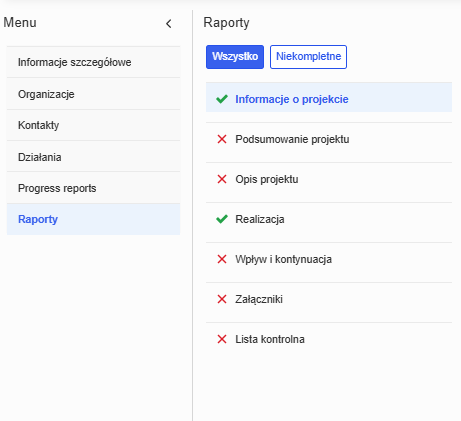 Menu
Informacje szczegółowe
Organizacje
Kontakty
Działania
Progress reports
Raporty
Raporty
Wszystko
Niekompletne
Informacje o projekcie
Podsumowanie projektu
Opis projektu
Realizacja
Wpływ i kontynuacja
Załączniki
Lista kontrolna